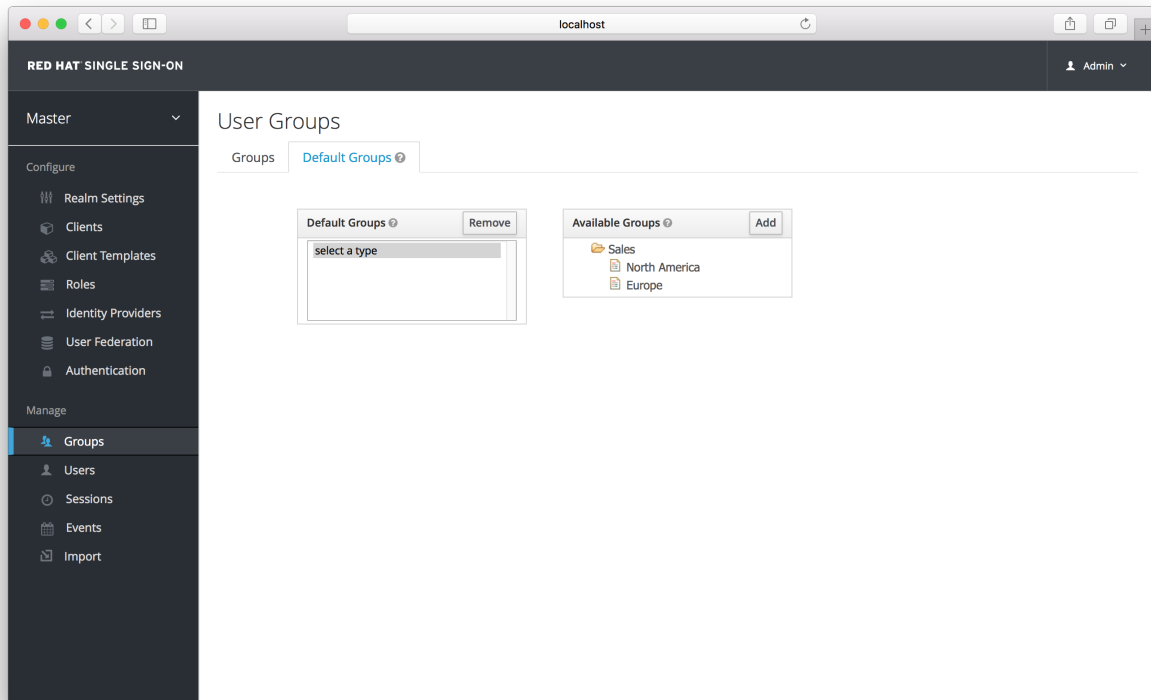 localhost
RED HAT SINGLE SIGN-ON
Admin
Master
Configure
Realm Settings
Clients
Client Templates
Roles
Identity Providers
User Federation
Authentication
Manage
Groups
Users
Sessions
Events
Import
User Groups
Groups
Default Groups
Default Groups
Remove
select a type
Available Groups
Add
Sales
North America
Europe